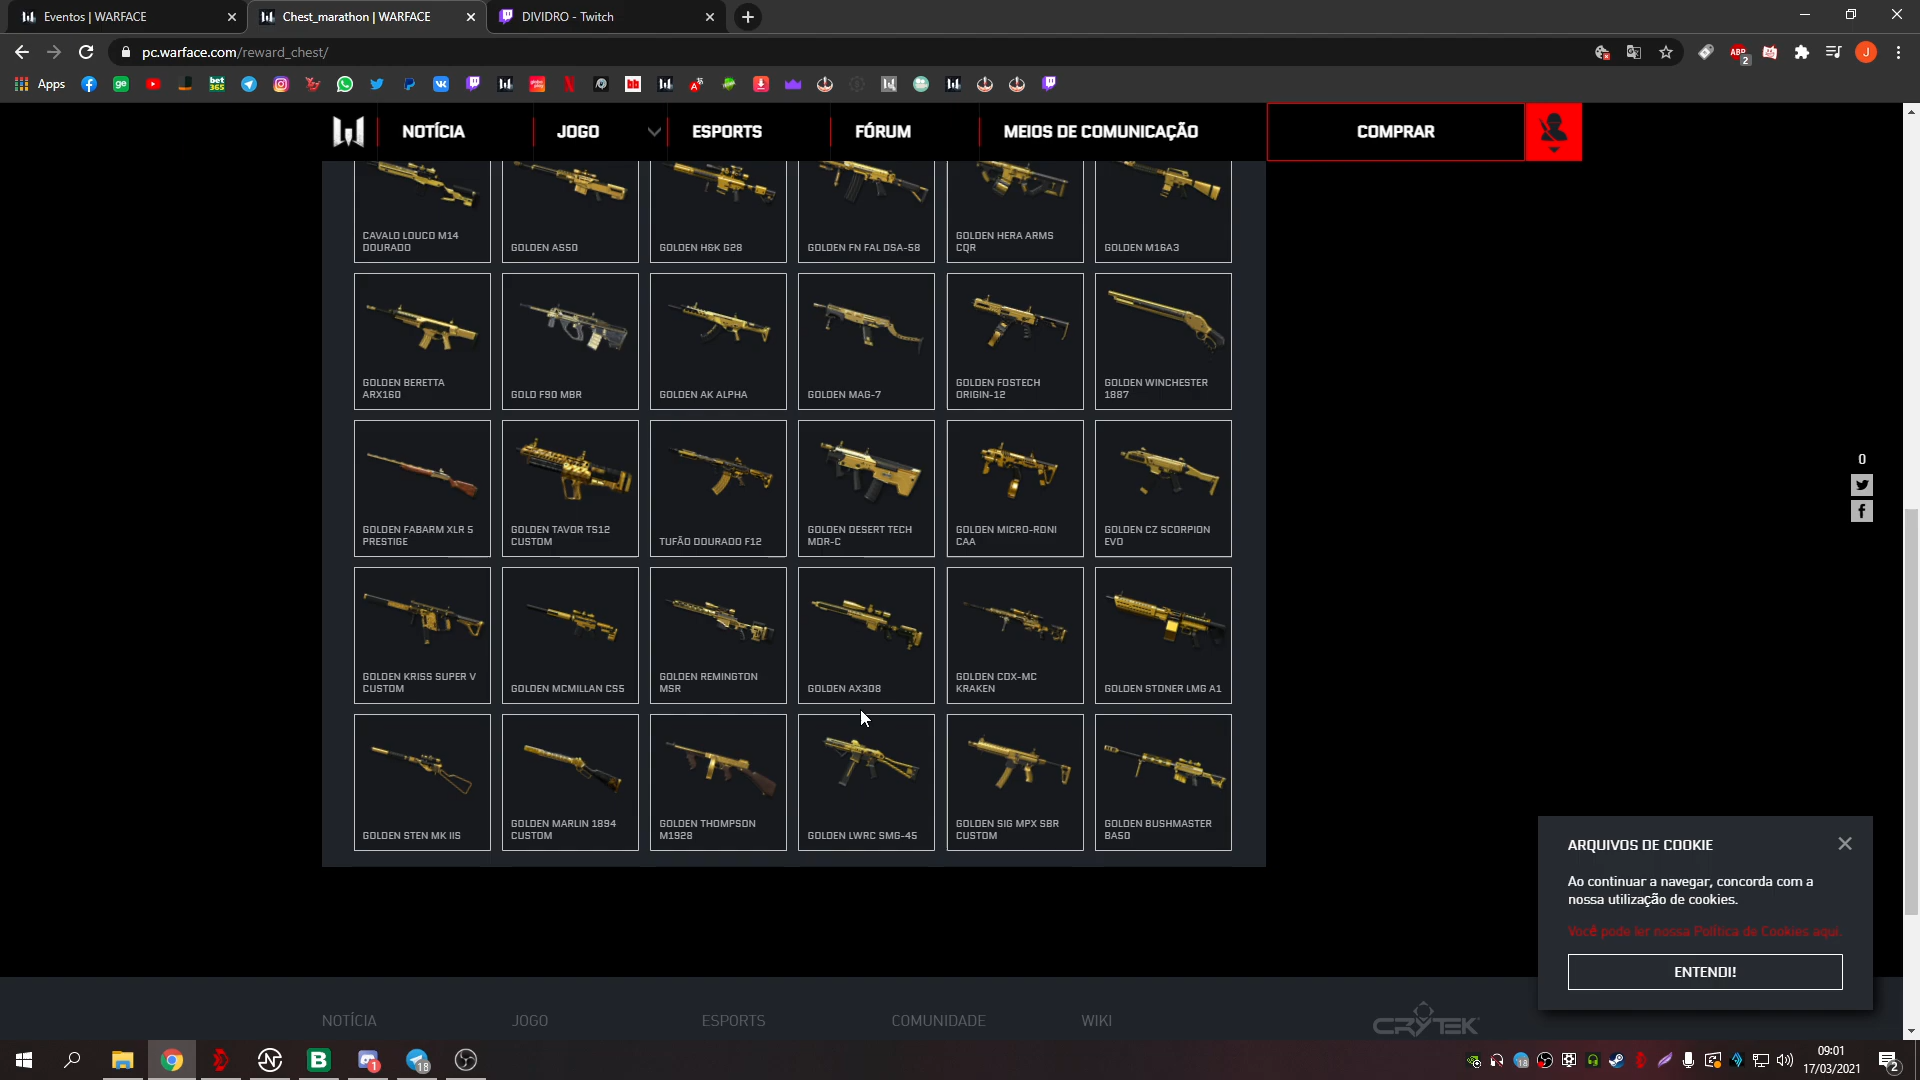 Eventos | WARFACE
Chest_marathon | WARFACE
DIVIDRO - Twitch
pc.warface.com/reward_chest/
ABP
2
J
Apps
ge
bet365
bb
NOTÍCIA
JOGO
ESPORTS
FÓRUM
MEIOS DE COMUNICAÇÃO
COMPRAR
CAVALO LOUCO M14
DOURADO
GOLDEN AS50
GOLDEN H&K G28
GOLDEN FN FAL DSA-58
GOLDEN HERA ARMS
CQR
GOLDEN M16A3
GOLDEN BERETTA
ARX160
GOLD F90 MBR
GOLDEN AK ALPHA
GOLDEN MAG-7
GOLDEN FOSTECH
ORIGIN-12
GOLDEN WINCHESTER
1887
GOLDEN FABARM XLR 5
PRESTIGE
GOLDEN TAVOR TS12
CUSTOM
TUFÃO DOURADO F12
GOLDEN DESERT TECH
MDR-C
GOLDEN MICRO-RONI
CAA
GOLDEN CZ SCORPION
EVO
0
GOLDEN KRISS SUPER V
CUSTOM
GOLDEN MCMILLAN CS5
GOLDEN REMINGTON
MSR
GOLDEN AX308
GOLDEN CDX-MC
KRAKEN
GOLDEN STONER LMG A1
GOLDEN STEN MK IIS
GOLDEN MARLIN 1894
CUSTOM
GOLDEN THOMPSON
M1928
GOLDEN LWRC SMG-45
GOLDEN SIG MPX SBR
CUSTOM
GOLDEN BUSHMASTER
BA50
ARQUIVOS DE COOKIE
Ao continuar a navegar, concorda com a
nossa utilização de cookies.
Você pode ler nossa Política de Cookies aqui.
ENTENDI!
NOTÍCIA
JOGO
ESPORTS
COMUNIDADE
WIKI
CRYTEK
B
1
18
09:01
17/03/2021
2